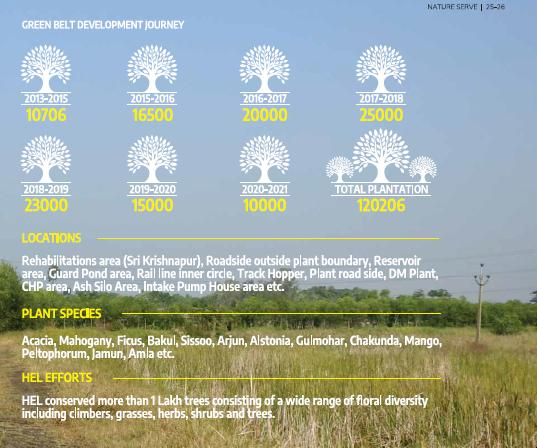 NATURE SERVE | 25-26
GREEN BELT DEVELOPMENT JOURNEY
2013-2015 2015-2016 2016-2017 2017-2018
10706 16500 20000 25000
2018-2019 2019-2020 2020-2021 TOTAL PLANTATION
23000 15000 10000 120206
LOCATIONS
Rehabilitations area (Sri Krishnapur), Roadside outside plant boundary, Reservoir
area, Guard Pond area, Rail line inner circle, Track Hopper, Plant road side, DM Plant,
CHP area, Ash Silo Area, Intake Pump House area etc.
PLANT SPECIES
Acacia, Mahogany, Ficus, Bakul, Sissoo, Arjun, Alstonia, Gulmohar, Chakunda, Mango,
Peltophorum, Jamun, Amla etc.
HEL EFFORTS
HEL conserved more than 1 Lakh trees consisting of a wide range of floral diversity
including climbers, grasses, herbs, shrubs and trees.